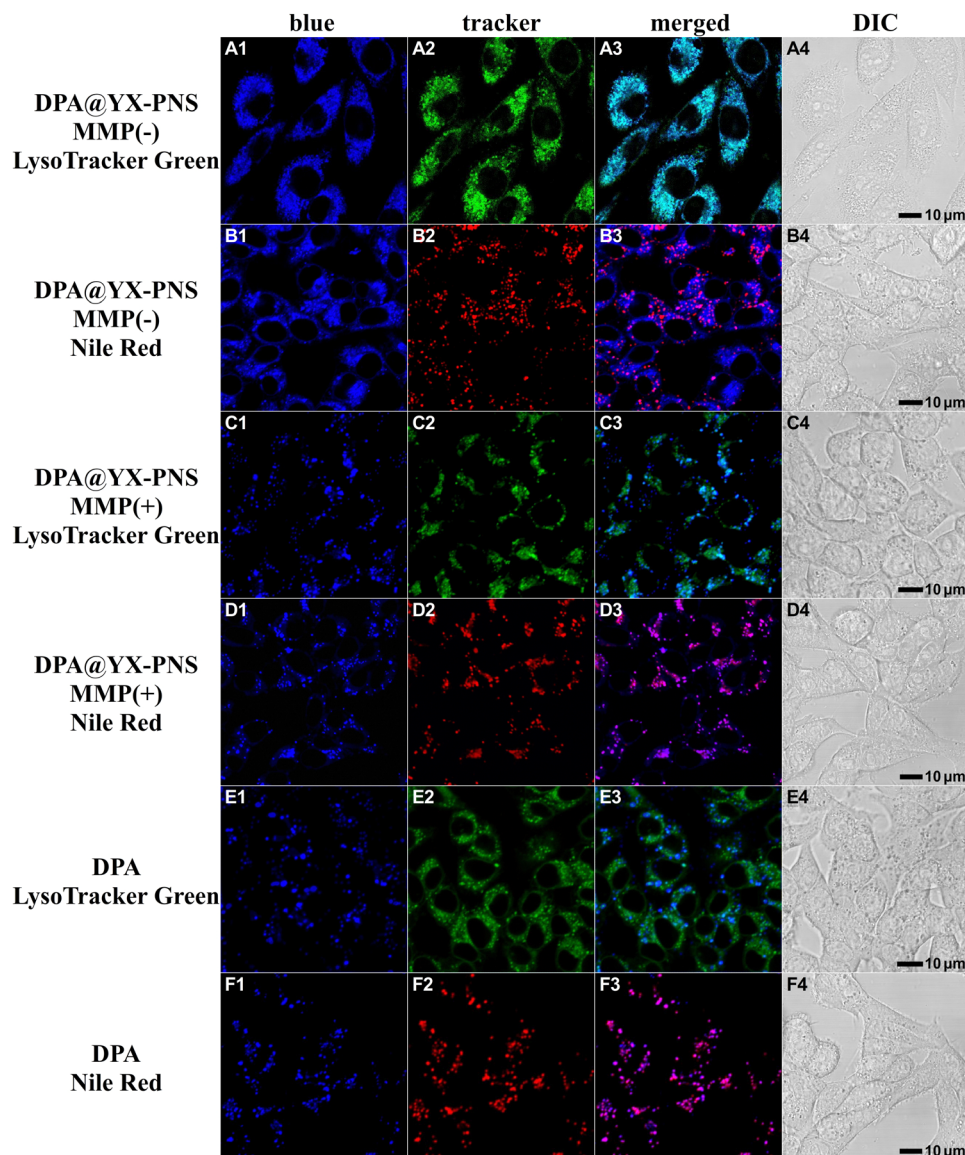 blue tracker merged DIC
DPA@YX-PNS
MMP(-)
LysoTracker Green
A1 A2 A3 A4
10 µm
DPA@YX-PNS
MMP(-)
Nile Red
B1 B2 B3 B4
10 µm
DPA@YX-PNS
MMP(+)
LysoTracker Green
C1 C2 C3 C4
10 µm
DPA@YX-PNS
MMP(+)
Nile Red
D1 D2 D3 D4
10 µm
DPA
LysoTracker Green
E1 E2 E3 E4
10 µm
DPA
Nile Red
F1 F2 F3 F4
10 µm